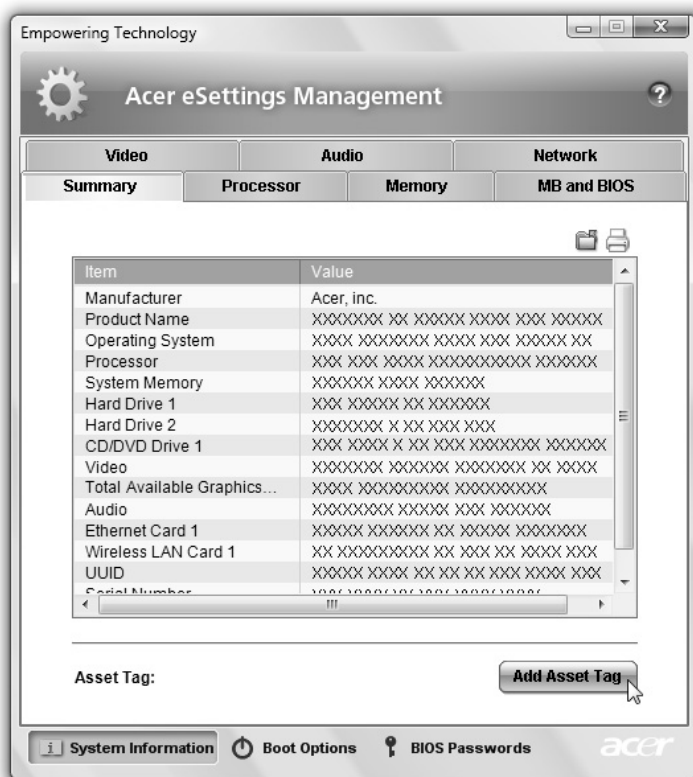 Empowering Technology
Acer eSettings Management
?
Video Audio Network
Summary Processor Memory MB and BIOS
Item Value
Manufacturer Acer, inc.
Product Name XXXXXXX XX XXXXX XXXX XXX XXXXX
Operating System XXXX XXXXXXX XXXX XXX XXXXX XX
Processor XXX XXX XXXX XXXXXXXXXX XXXXXX
System Memory XXXXXX XXXX XXXXXX
Hard Drive 1 XXX XXXXX XX XXXXXX
Hard Drive 2 XXXXXXX X XX XXX XXX
CD/DVD Drive 1 XXX XXXX X XX XXX XXXXXXX XXXXXX
Video XXXXXXX XXXXXX XXXXXXX XX XXXX
Total Available Graphics... XXXX XXXXXXXXX XXXXXXXXX
Audio XXXXXXXX XXXXX XXX XXXXXX
Ethernet Card 1 XXXXX XXXXXX XX XXXXX XXXXXXX
Wireless LAN Card 1 XX XXXXXXXXX XX XXX XX XXXX XXX
UUID XXXXX XXXX XX XX XX XXX XXXX XXX
Serial Number
Asset Tag: Add Asset Tag
System Information Boot Options BIOS Passwords acer